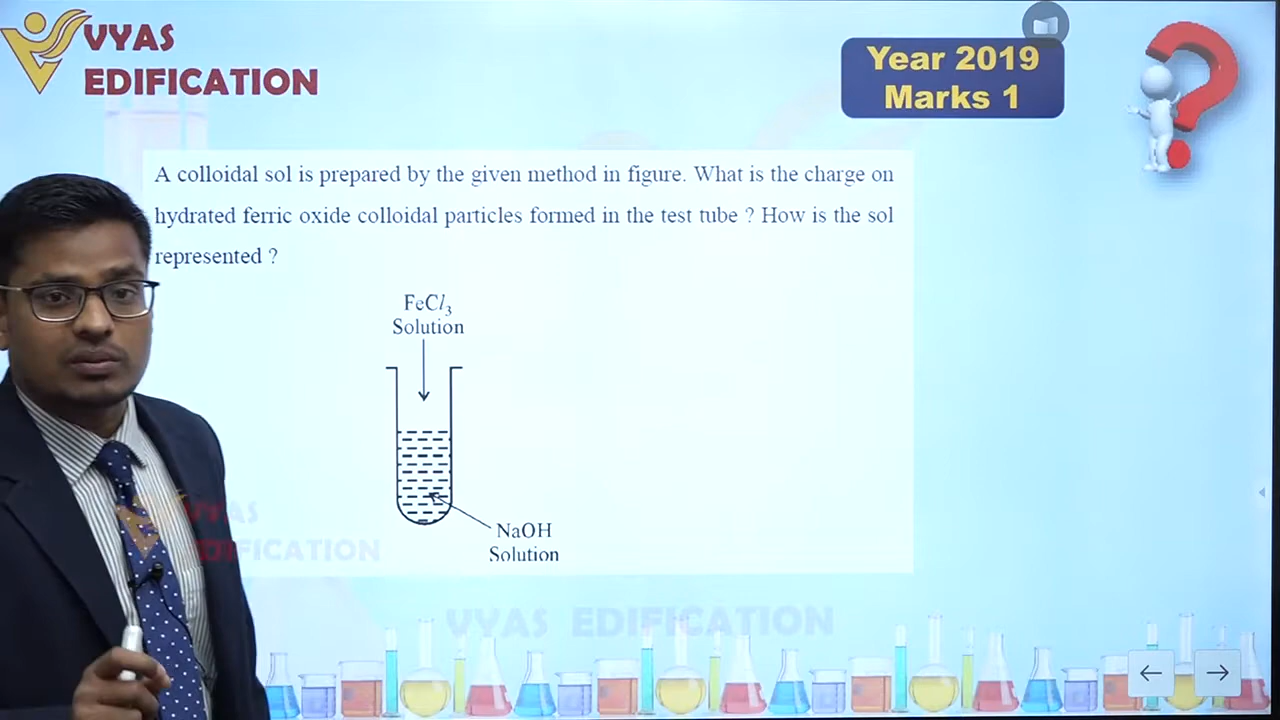 VYAS
EDIFICATION
Year 2019
Marks 1
A colloidal sol is prepared by the given method in figure. What is the charge on
hydrated ferric oxide colloidal particles formed in the test tube ? How is the sol
represented ?
FeCl₃
Solution
NaOH
Solution
VYAS
EDIFICATION
VYAS EDIFICATION